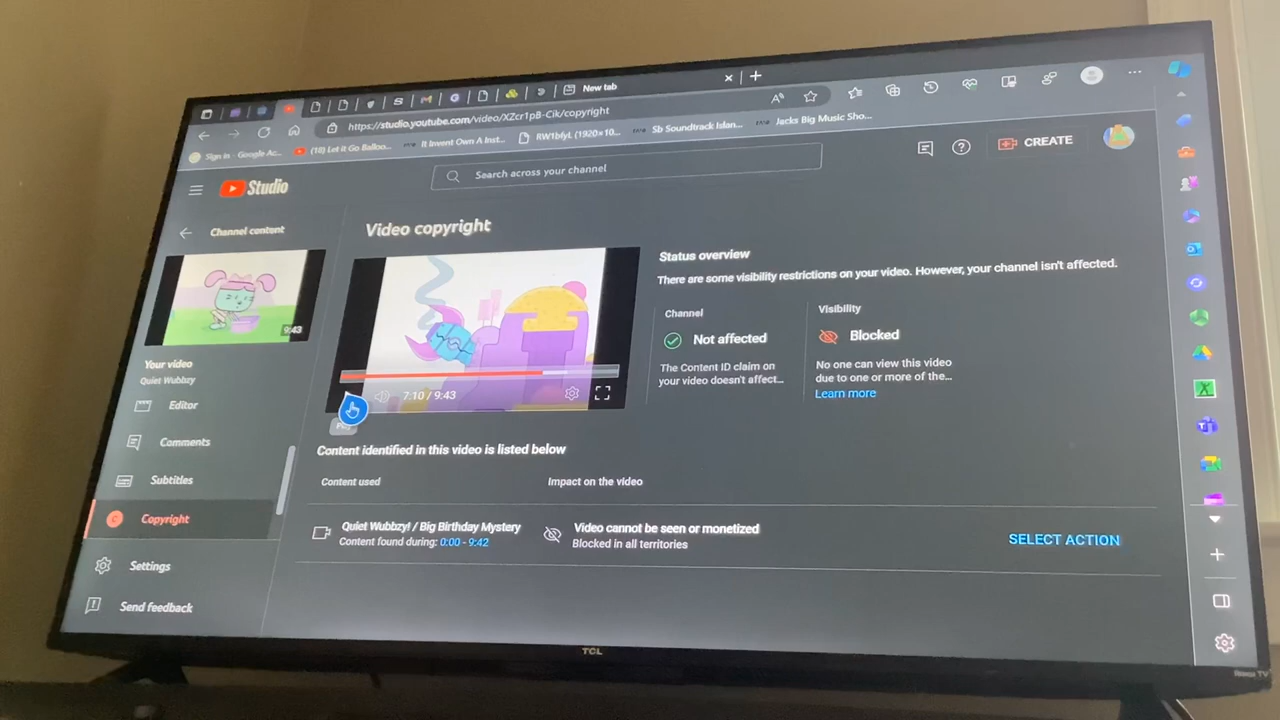 New tab
https://studio.youtube.com/video/XZcr1pB-Cik/copyright
Sign in - Google Ac...
(18) Let it Go Balloo...
It Invent Own A Inst...
RW1blyL (1920×10...
Sb Soundtrack Islan...
Jacks Big Music Sho...
Studio
Search across your channel
CREATE
Channel content
Video copyright
9:43
Your video
Quiet Wubbzy
Editor
Comments
Subtitles
Copyright
Settings
Send feedback
7:10 / 9:43
Status overview
There are some visibility restrictions on your video. However, your channel isn't affected.
Channel
Not affected
The Content ID claim on
your video doesn't affect...
Visibility
Blocked
No one can view this video
due to one or more of the...
Learn more
Content identified in this video is listed below
Content used
Impact on the video
Quiet Wubbzy! / Big Birthday Mystery
Content found during: 0:00 - 9:42
Video cannot be seen or monetized
Blocked in all territories
SELECT ACTION
TCL
Roku TV